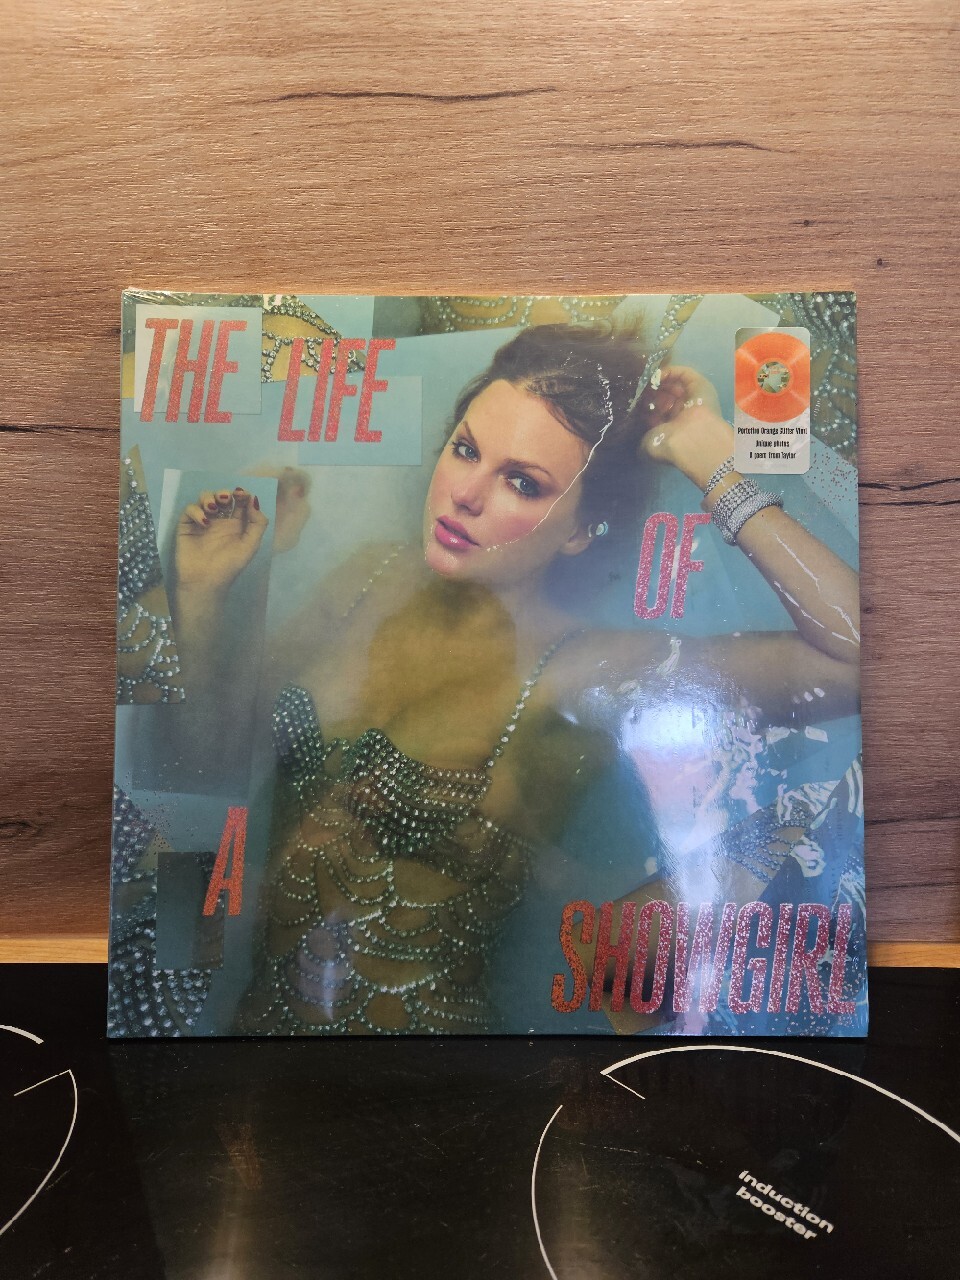 THE LIFE
OF
A
SHOWGIRL
Portofino Orange Glitter Vinyl
Unique photos
A poem from Taylor
induction
booster